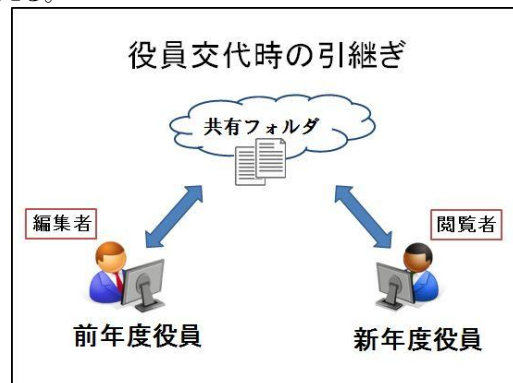 役員交代時の引継ぎ
共有フォルダ
編集者
閲覧者
前年度役員
新年度役員